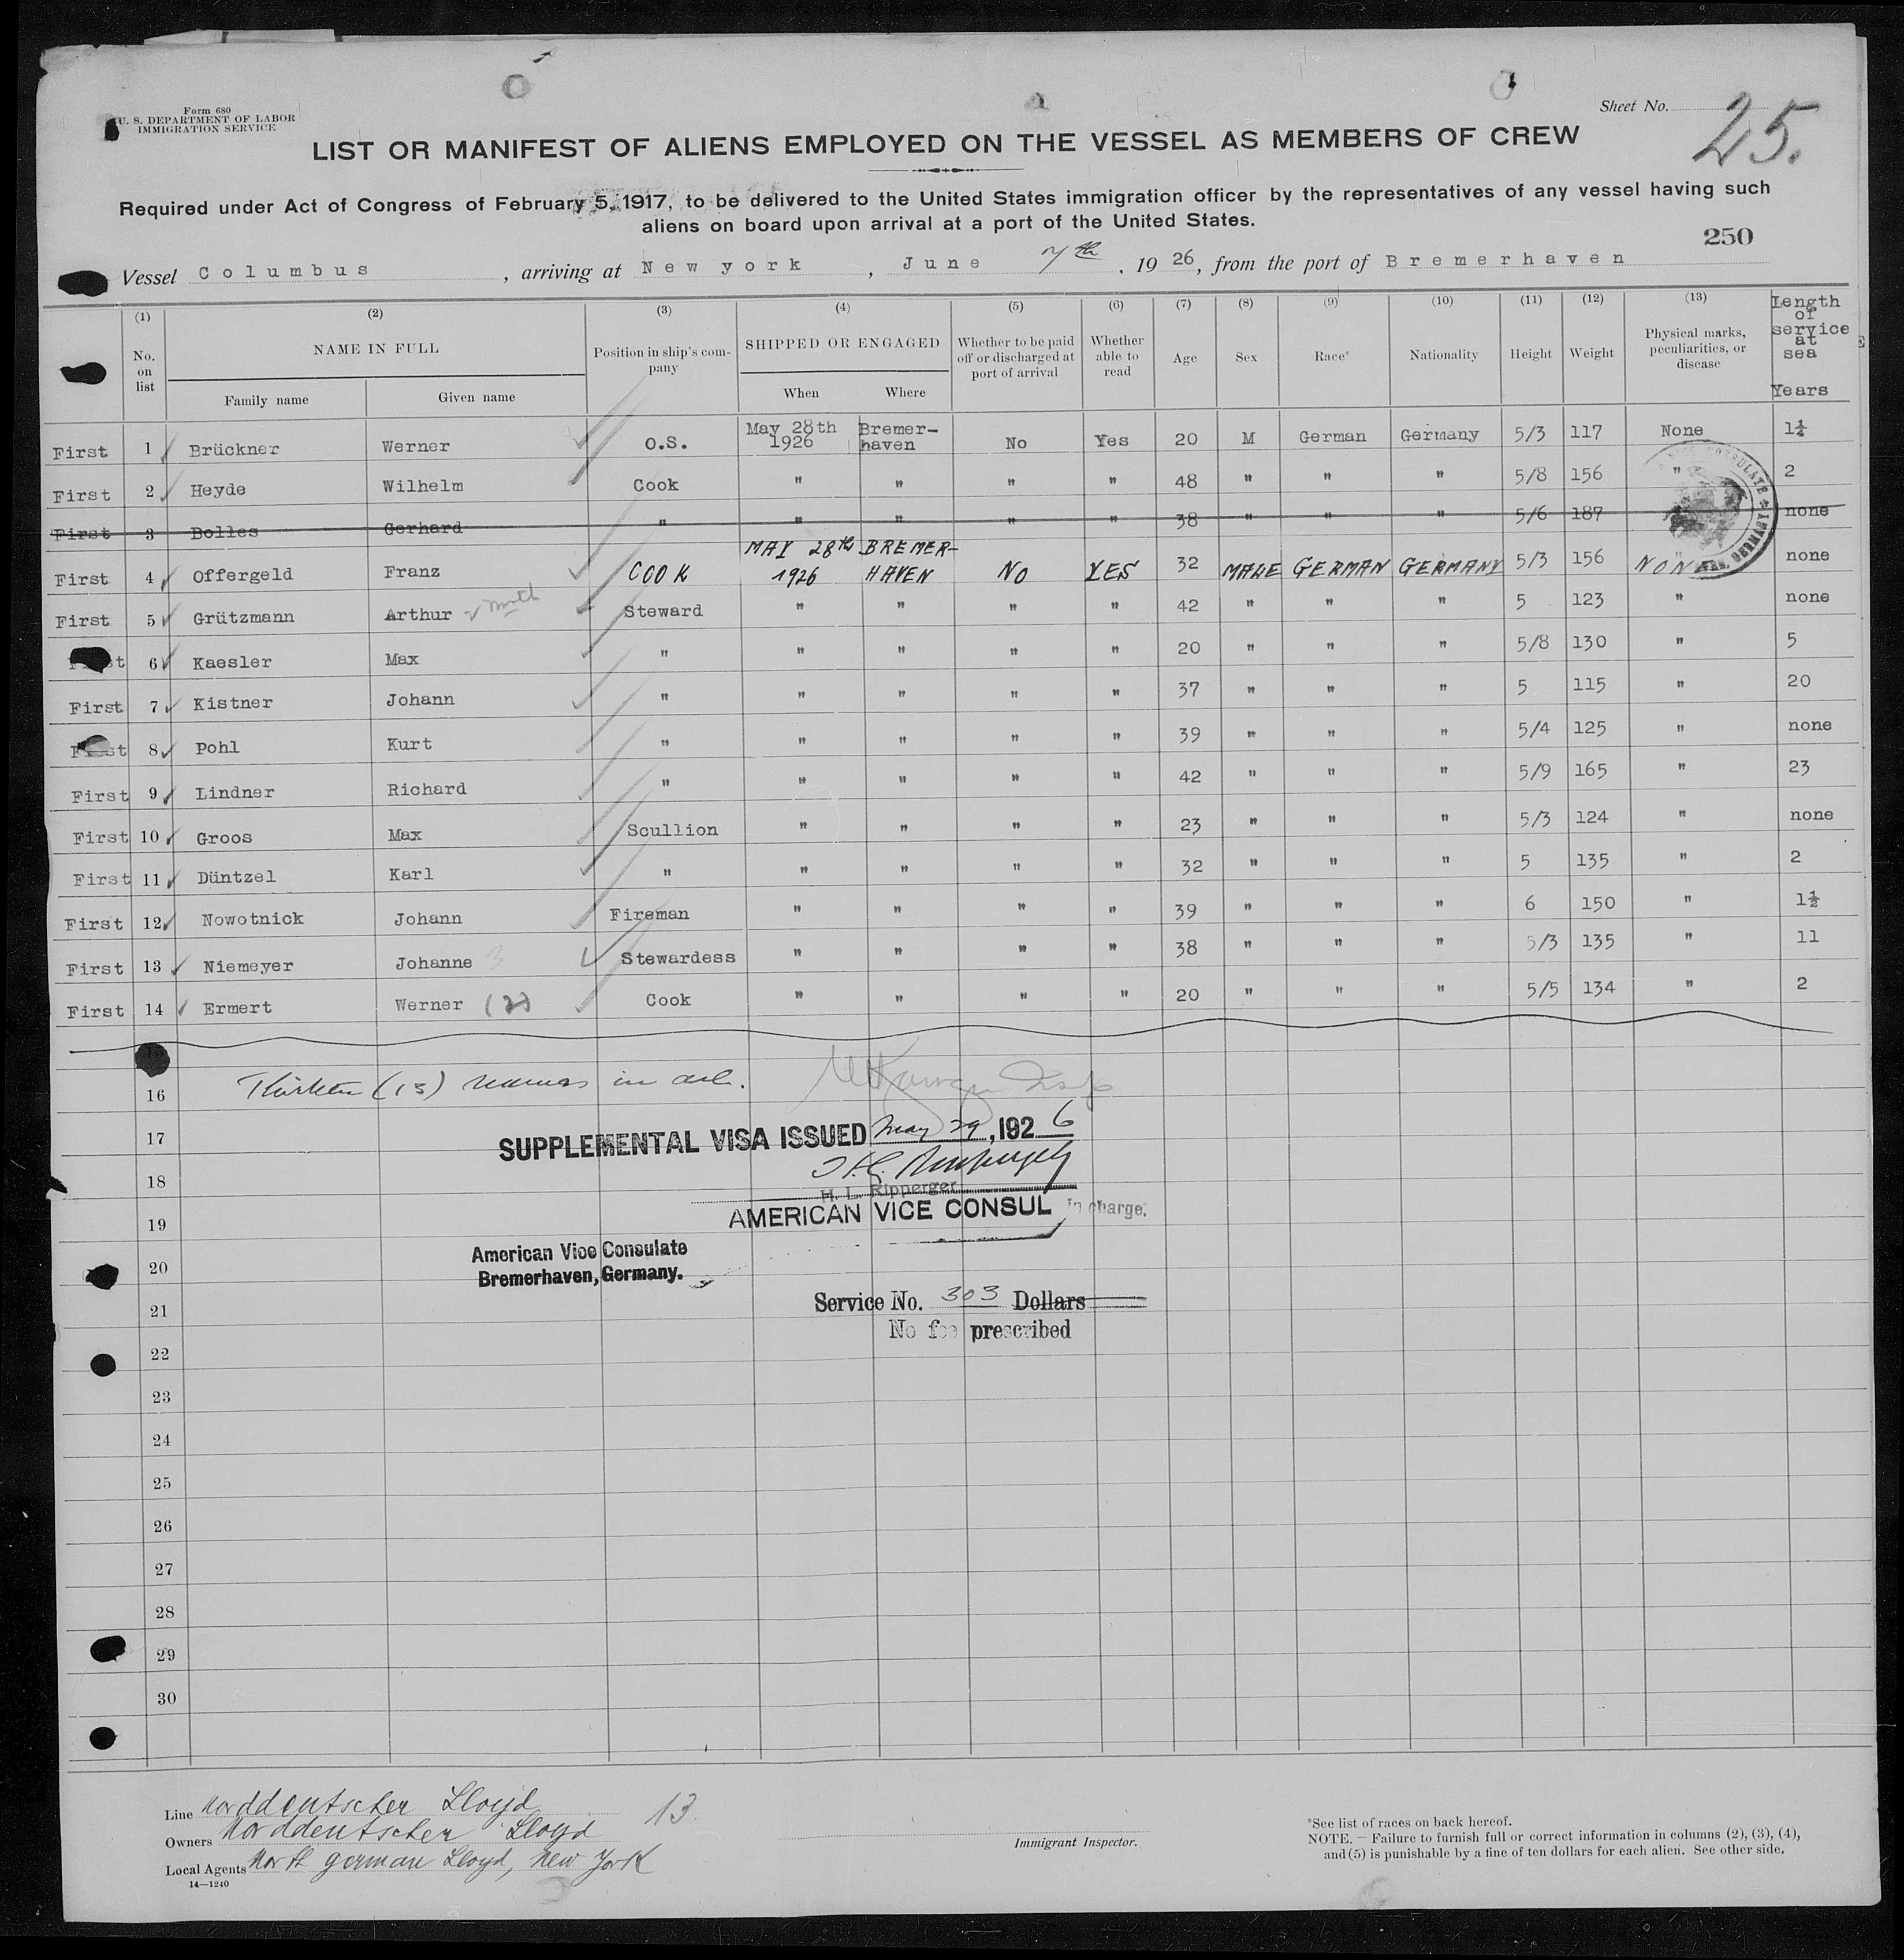 Form 680
U. S. DEPARTMENT OF LABOR
IMMIGRATION SERVICE
Sheet No. 25.
LIST OR MANIFEST OF ALIENS EMPLOYED ON THE VESSEL AS MEMBERS OF CREW
Required under Act of Congress of February 5, 1917, to be delivered to the United States immigration officer by the representatives of any vessel having such
aliens on board upon arrival at a port of the United States.
250
Vessel Columbus, arriving at New york, June 7th, 1926, from the port of Bremerhaven
(1) (2) (3) (4) (5) (6) (7) (8) (9) (10) (11) (12) (13)
No. on list NAME IN FULL Position in ship's company SHIPPED OR ENGAGED Whether to be paid off or discharged at port of arrival Whether able to read Age Sex Race* Nationality Height Weight Physical marks, peculiarities, or disease Length of service at sea Years
Family name Given name When Where
First 1 Brückner Werner O.S. May 28th 1926 Bremer-haven No Yes 20 M German Germany 5/3 117 None 1¼
First 2 Heyde Wilhelm Cook " " " " 48 " " " 5/8 156 " 2
First 3 Bolles Gerhard " " " " " 38 " " " 5/6 187 none
First 4 Offergeld Franz COOK MAY 28th 1926 BREMER-HAVEN NO YES 32 MALE GERMAN GERMANY 5/3 156 NONE none
First 5 Grützmann Arthur Steward " " " " 42 " " " 5 123 " none
First 6 Kaesler Max " " " " " 20 " " " 5/8 130 " 5
First 7 Kistner Johann " " " " " 37 " " " 5 115 " 20
First 8 Pohl Kurt " " " " " 39 " " " 5/4 125 " none
First 9 Lindner Richard " " " " " 42 " " " 5/9 165 " 23
First 10 Groos Max Scullion " " " " 23 " " " 5/3 124 " none
First 11 Düntzel Karl " " " " " 32 " " " 5 135 " 2
First 12 Nowotnick Johann Fireman " " " " 39 " " " 6 150 " 1½
First 13 Niemeyer Johanne 3 Stewardess " " " " 38 " " " 5/3 135 " 11
First 14 Ermert Werner (2) Cook " " " " 20 " " " 5/5 134 " 2
15
16 Thirteen (13) names in all.
17 SUPPLEMENTAL VISA ISSUED May 29, 1926
18 H. L. Ripperger
19 AMERICAN VICE CONSUL In charge.
American Vice Consulate
20 Bremerhaven, Germany.
21 Service No. 303 Dollars
No fee prescribed
22
23
24
25
26
27
28
29
30
Line Norddeutscher Lloyd 13
Owners Norddeutscher Lloyd
Local Agents North german Lloyd, New York
14—1240
Immigrant Inspector.
*See list of races on back hereof.
NOTE. — Failure to furnish full or correct information in columns (2), (3), (4),
and (5) is punishable by a fine of ten dollars for each alien. See other side.